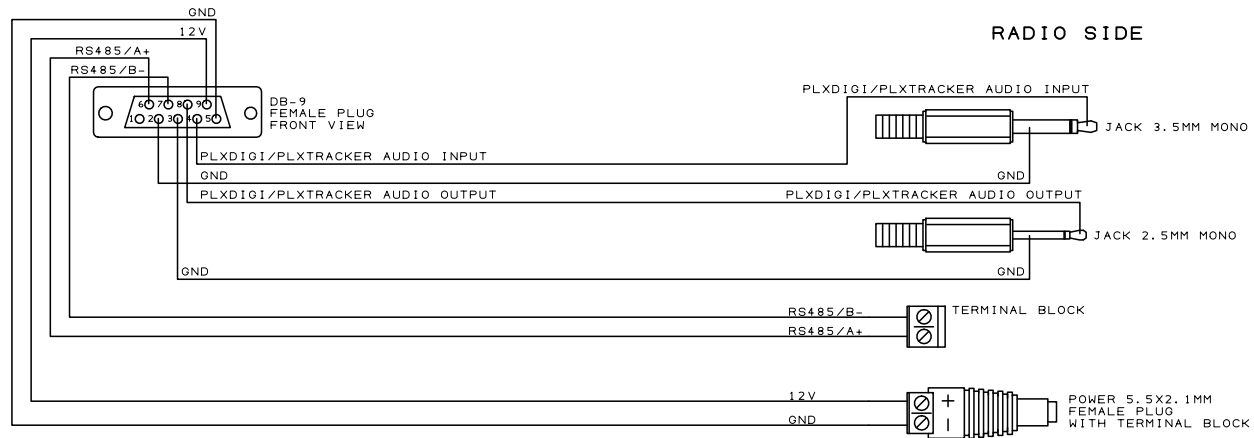 GND
RADIO SIDE
12V
RS485/A+
RS485/B-
PLXDIGI/PLXTRACKER AUDIO INPUT
6 7 8 9
1 2 3 4 5
DB-9
FEMALE PLUG
FRONT VIEW
JACK 3.5MM MONO
PLXDIGI/PLXTRACKER AUDIO INPUT
GND
GND
PLXDIGI/PLXTRACKER AUDIO OUTPUT
PLXDIGI/PLXTRACKER AUDIO OUTPUT
JACK 2.5MM MONO
GND
GND
RS485/B-
TERMINAL BLOCK
RS485/A+
12V
+
-
POWER 5.5X2.1MM
FEMALE PLUG
WITH TERMINAL BLOCK
GND